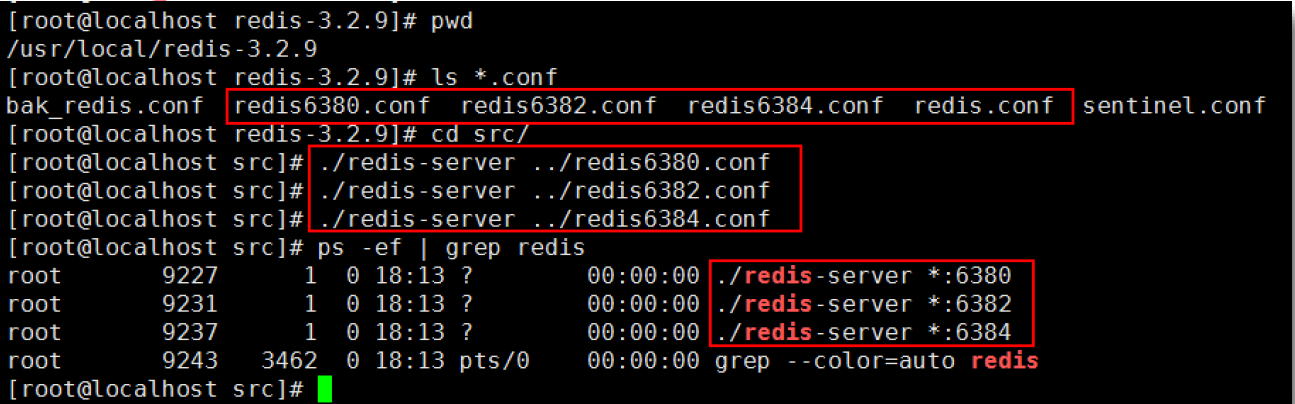 [root@localhost redis-3.2.9]# pwd
/usr/local/redis-3.2.9
[root@localhost redis-3.2.9]# ls *.conf
bak_redis.conf  redis6380.conf  redis6382.conf  redis6384.conf  redis.conf  sentinel.conf
[root@localhost redis-3.2.9]# cd src/
[root@localhost src]# ./redis-server ../redis6380.conf
[root@localhost src]# ./redis-server ../redis6382.conf
[root@localhost src]# ./redis-server ../redis6384.conf
[root@localhost src]# ps -ef | grep redis
root       9227      1  0 18:13 ?        00:00:00 ./redis-server *:6380
root       9231      1  0 18:13 ?        00:00:00 ./redis-server *:6382
root       9237      1  0 18:13 ?        00:00:00 ./redis-server *:6384
root       9243   3462  0 18:13 pts/0    00:00:00 grep --color=auto redis
[root@localhost src]#